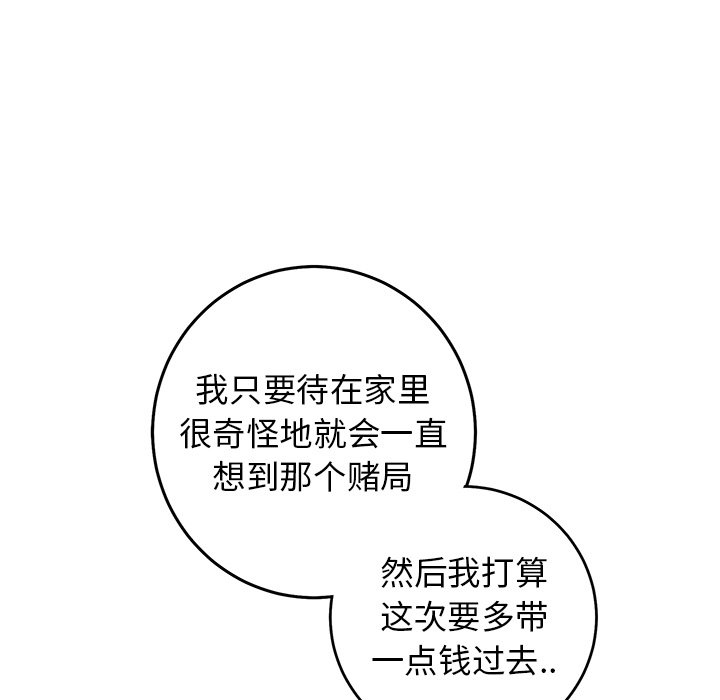 我只要待在家里
很奇怪地就会一直
想到那个赌局
然后我打算
这次要多带
一点钱过去..